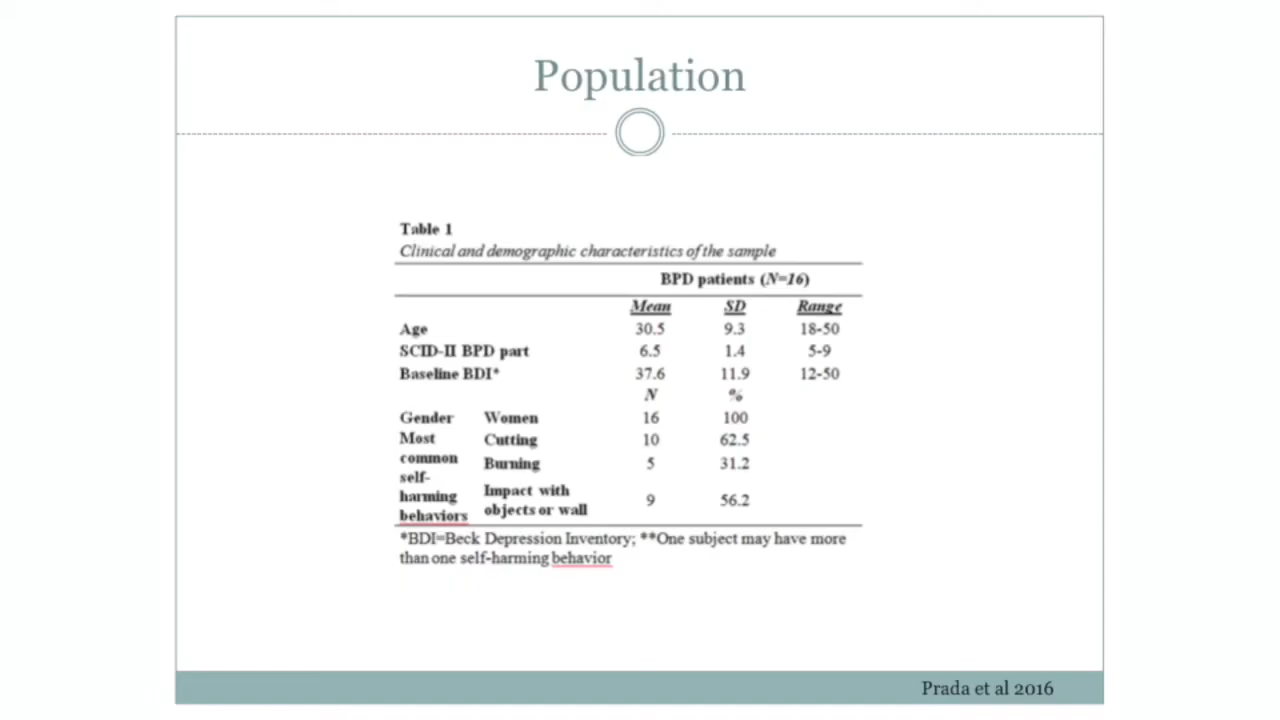 Population
Table 1
Clinical and demographic characteristics of the sample
BPD patients (N=16)
Mean SD Range
Age 30.5 9.3 18-50
SCID-II BPD part 6.5 1.4 5-9
Baseline BDI* 37.6 11.9 12-50
N %
Gender Women 16 100
Most Cutting 10 62.5
common Burning 5 31.2
self-
harming Impact with 9 56.2
behaviors objects or wall
*BDI=Beck Depression Inventory; **One subject may have more
than one self-harming behavior
Prada et al 2016